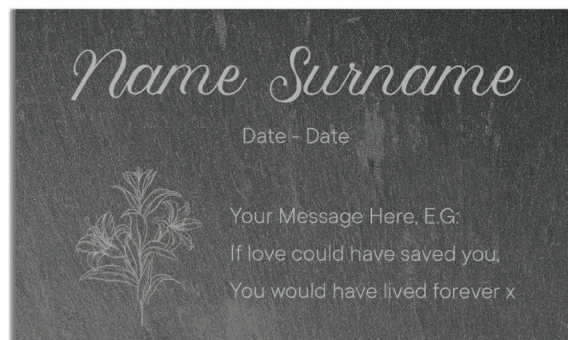 Name Surname
Date - Date
Your Message Here, E.G:
If love could have saved you,
You would have lived forever x